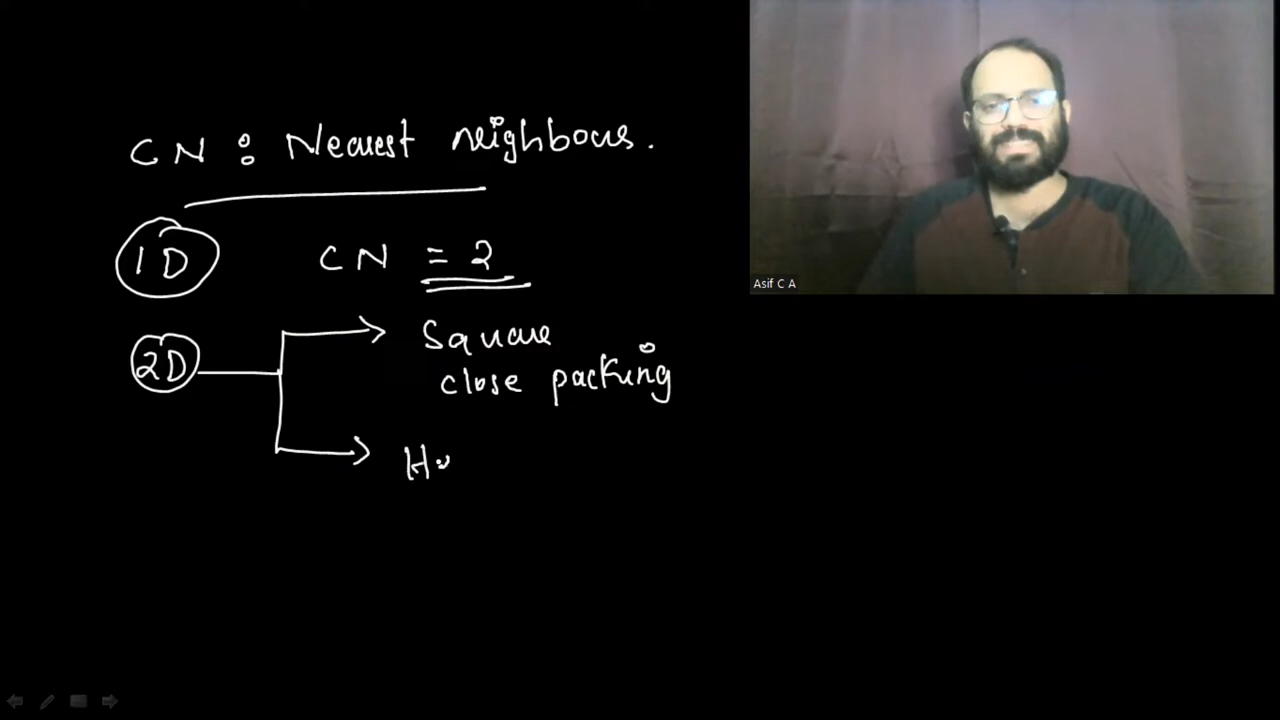 CN : Nearest neighbours.
1D CN = 2
2D Square
close packing
Asif C A